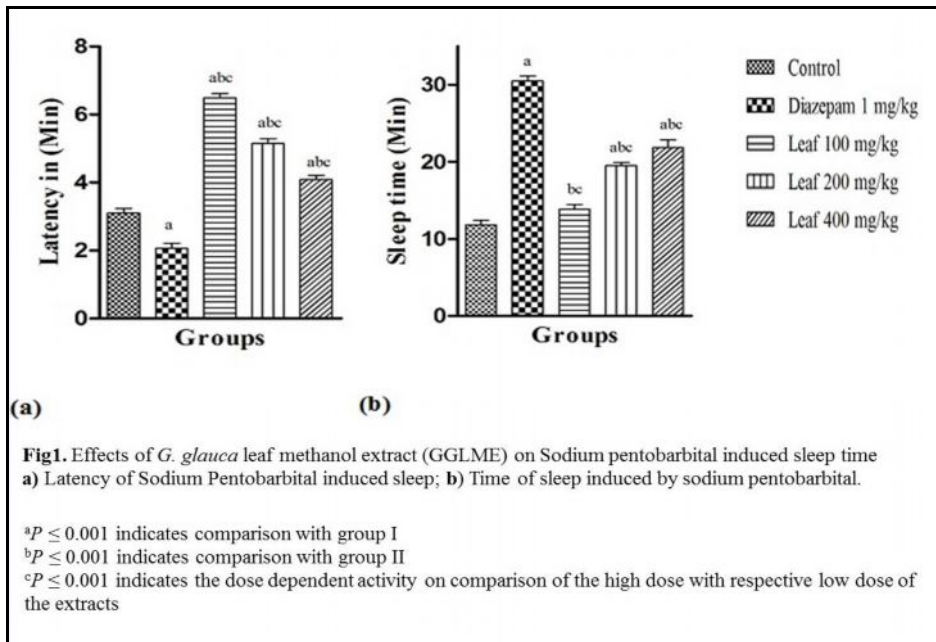 8
6
4
2
0
Latency in (Min)
abc
abc
abc
a
Groups
30
20
10
0
Sleep time (Min)
a
bc
abc
abc
Groups
Control
Diazepam 1 mg/kg
Leaf 100 mg/kg
Leaf 200 mg/kg
Leaf 400 mg/kg
(a)
(b)
Fig1. Effects of G. glauca leaf methanol extract (GGLME) on Sodium pentobarbital induced sleep time
a) Latency of Sodium Pentobarbital induced sleep; b) Time of sleep induced by sodium pentobarbital.
ᵃP ≤ 0.001 indicates comparison with group I
ᵇP ≤ 0.001 indicates comparison with group II
ᶜP ≤ 0.001 indicates the dose dependent activity on comparison of the high dose with respective low dose of
the extracts